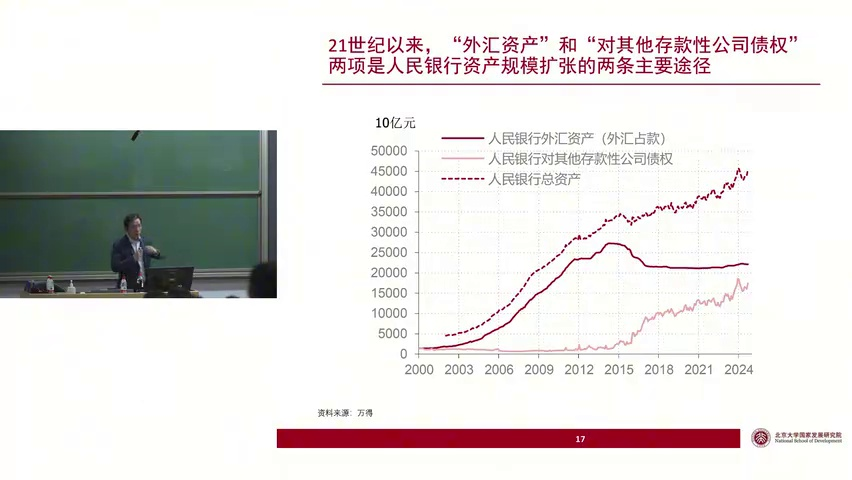 21世纪以来，“外汇资产”和“对其他存款性公司债权”
两项是人民银行资产规模扩张的两条主要途径
10亿元
人民银行外汇资产（外汇占款）
人民银行对其他存款性公司债权
人民银行总资产
50000
45000
40000
35000
30000
25000
20000
15000
10000
5000
0
2000 2003 2006 2009 2012 2015 2018 2021 2024
资料来源：万得
17
北京大学国家发展研究院
National School of Development